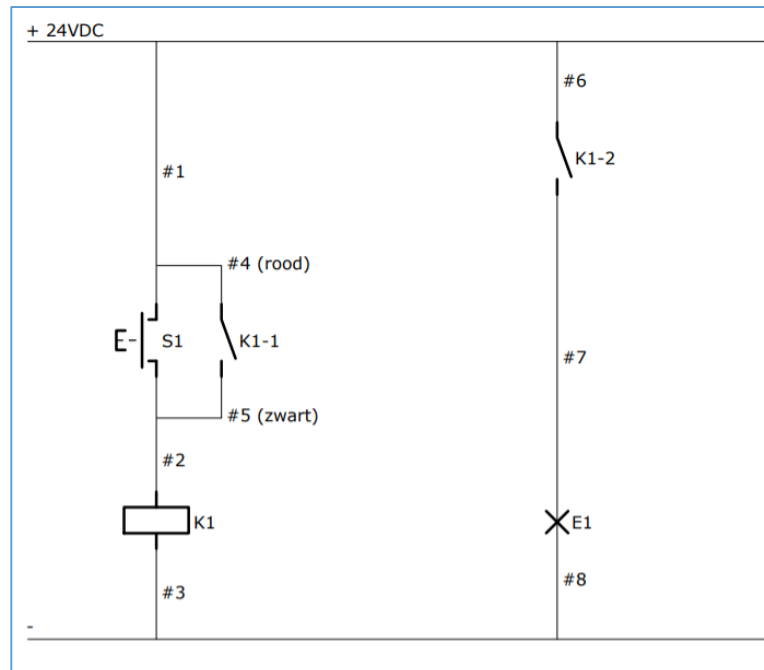 + 24VDC
#6
K1-2
#1
#4 (rood)
S1
K1-1
#7
#5 (zwart)
#2
K1
E1
#8
#3
-